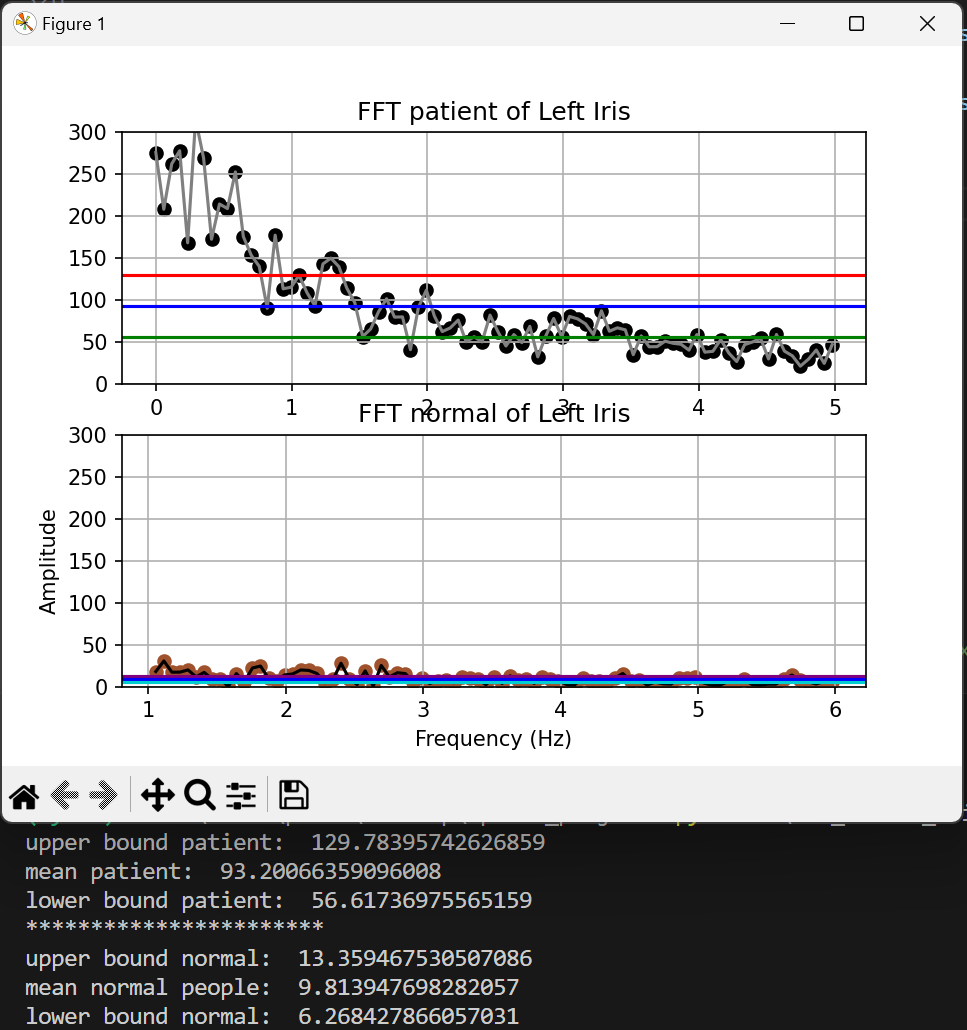 Figure 1
FFT patient of Left Iris
300
250
200
150
100
50
0
0 1 2 3 4 5
FFT normal of Left Iris
300
250
200
150
100
50
0
Amplitude
1 2 3 4 5 6
Frequency (Hz)
upper bound patient: 129.78395742626859
mean patient: 93.20066359096008
lower bound patient: 56.61736975565159
***********************
upper bound normal: 13.359467530507086
mean normal people: 9.813947698282057
lower bound normal: 6.268427866057031